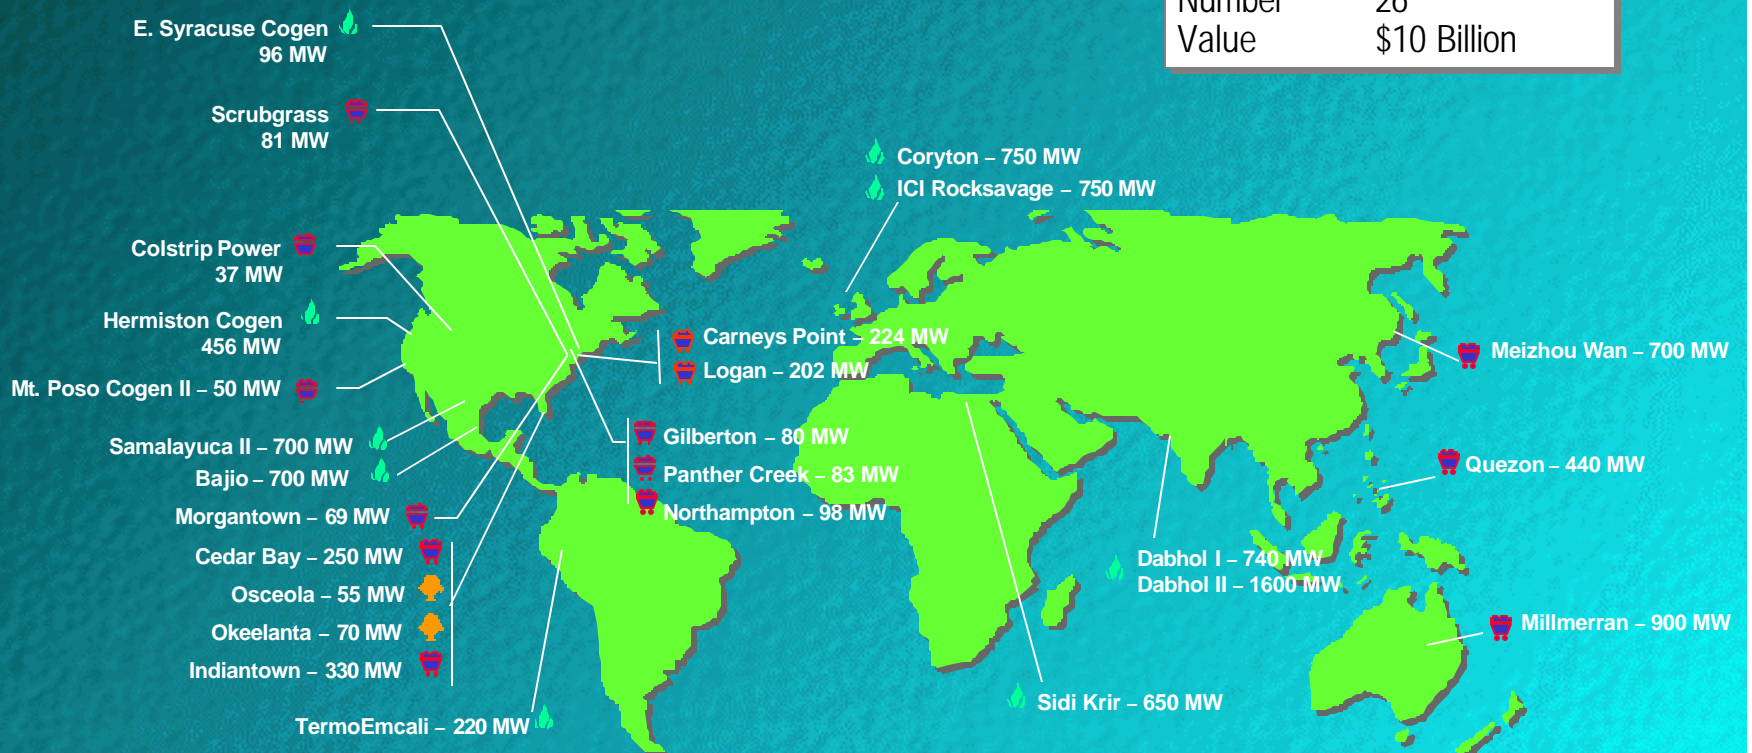 Number 26
Value $10 Billion
E. Syracuse Cogen
96 MW
Scrubgrass
81 MW
Coryton – 750 MW
ICI Rocksavage – 750 MW
Colstrip Power
37 MW
Hermiston Cogen
456 MW
Mt. Poso Cogen II – 50 MW
Samalayuca II – 700 MW
Bajio – 700 MW
Morgantown – 69 MW
Cedar Bay – 250 MW
Osceola – 55 MW
Okeelanta – 70 MW
Indiantown – 330 MW
TermoEmcali – 220 MW
Carneys Point – 224 MW
Logan – 202 MW
Gilberton – 80 MW
Panther Creek – 83 MW
Northampton – 98 MW
Meizhou Wan – 700 MW
Quezon – 440 MW
Dabhol I – 740 MW
Dabhol II – 1600 MW
Millmerran – 900 MW
Sidi Krir – 650 MW